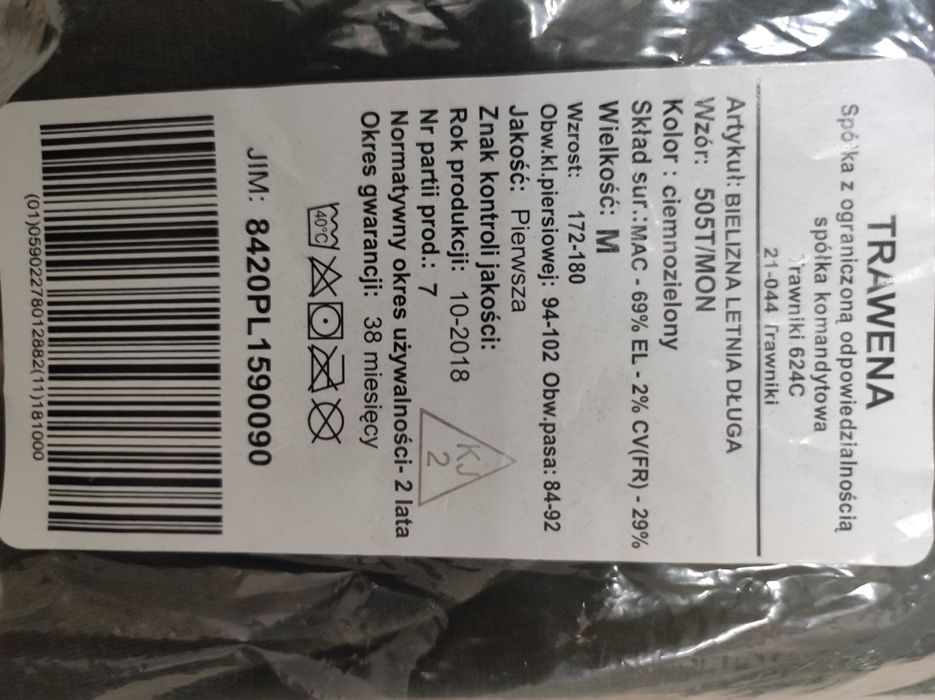 TRAWENA
Spółka z ograniczoną odpowiedzialnością
spółka komandytowa
Trawniki 624C
21-044 Trawniki
Artykuł: BIELIZNA LETNIA DŁUGA
Wzór: 505T/MON
Kolor : ciemnozielony
Skład sur.:MAC - 69% EL - 2% CV(FR) - 29%
Wielkość: M
Wzrost: 172-180
Obw.kl.piersiowej: 94-102 Obw.pasa: 84-92
Jakość: Pierwsza
Znak kontroli jakości:
KJ
2
Rok produkcji: 10-2018
Nr partii prod.: 7
Normatywny okres używalności- 2 lata
Okres gwarancji: 38 miesięcy
40°C
JIM: 8420PL1590090
(01)05902278012882(11)181000